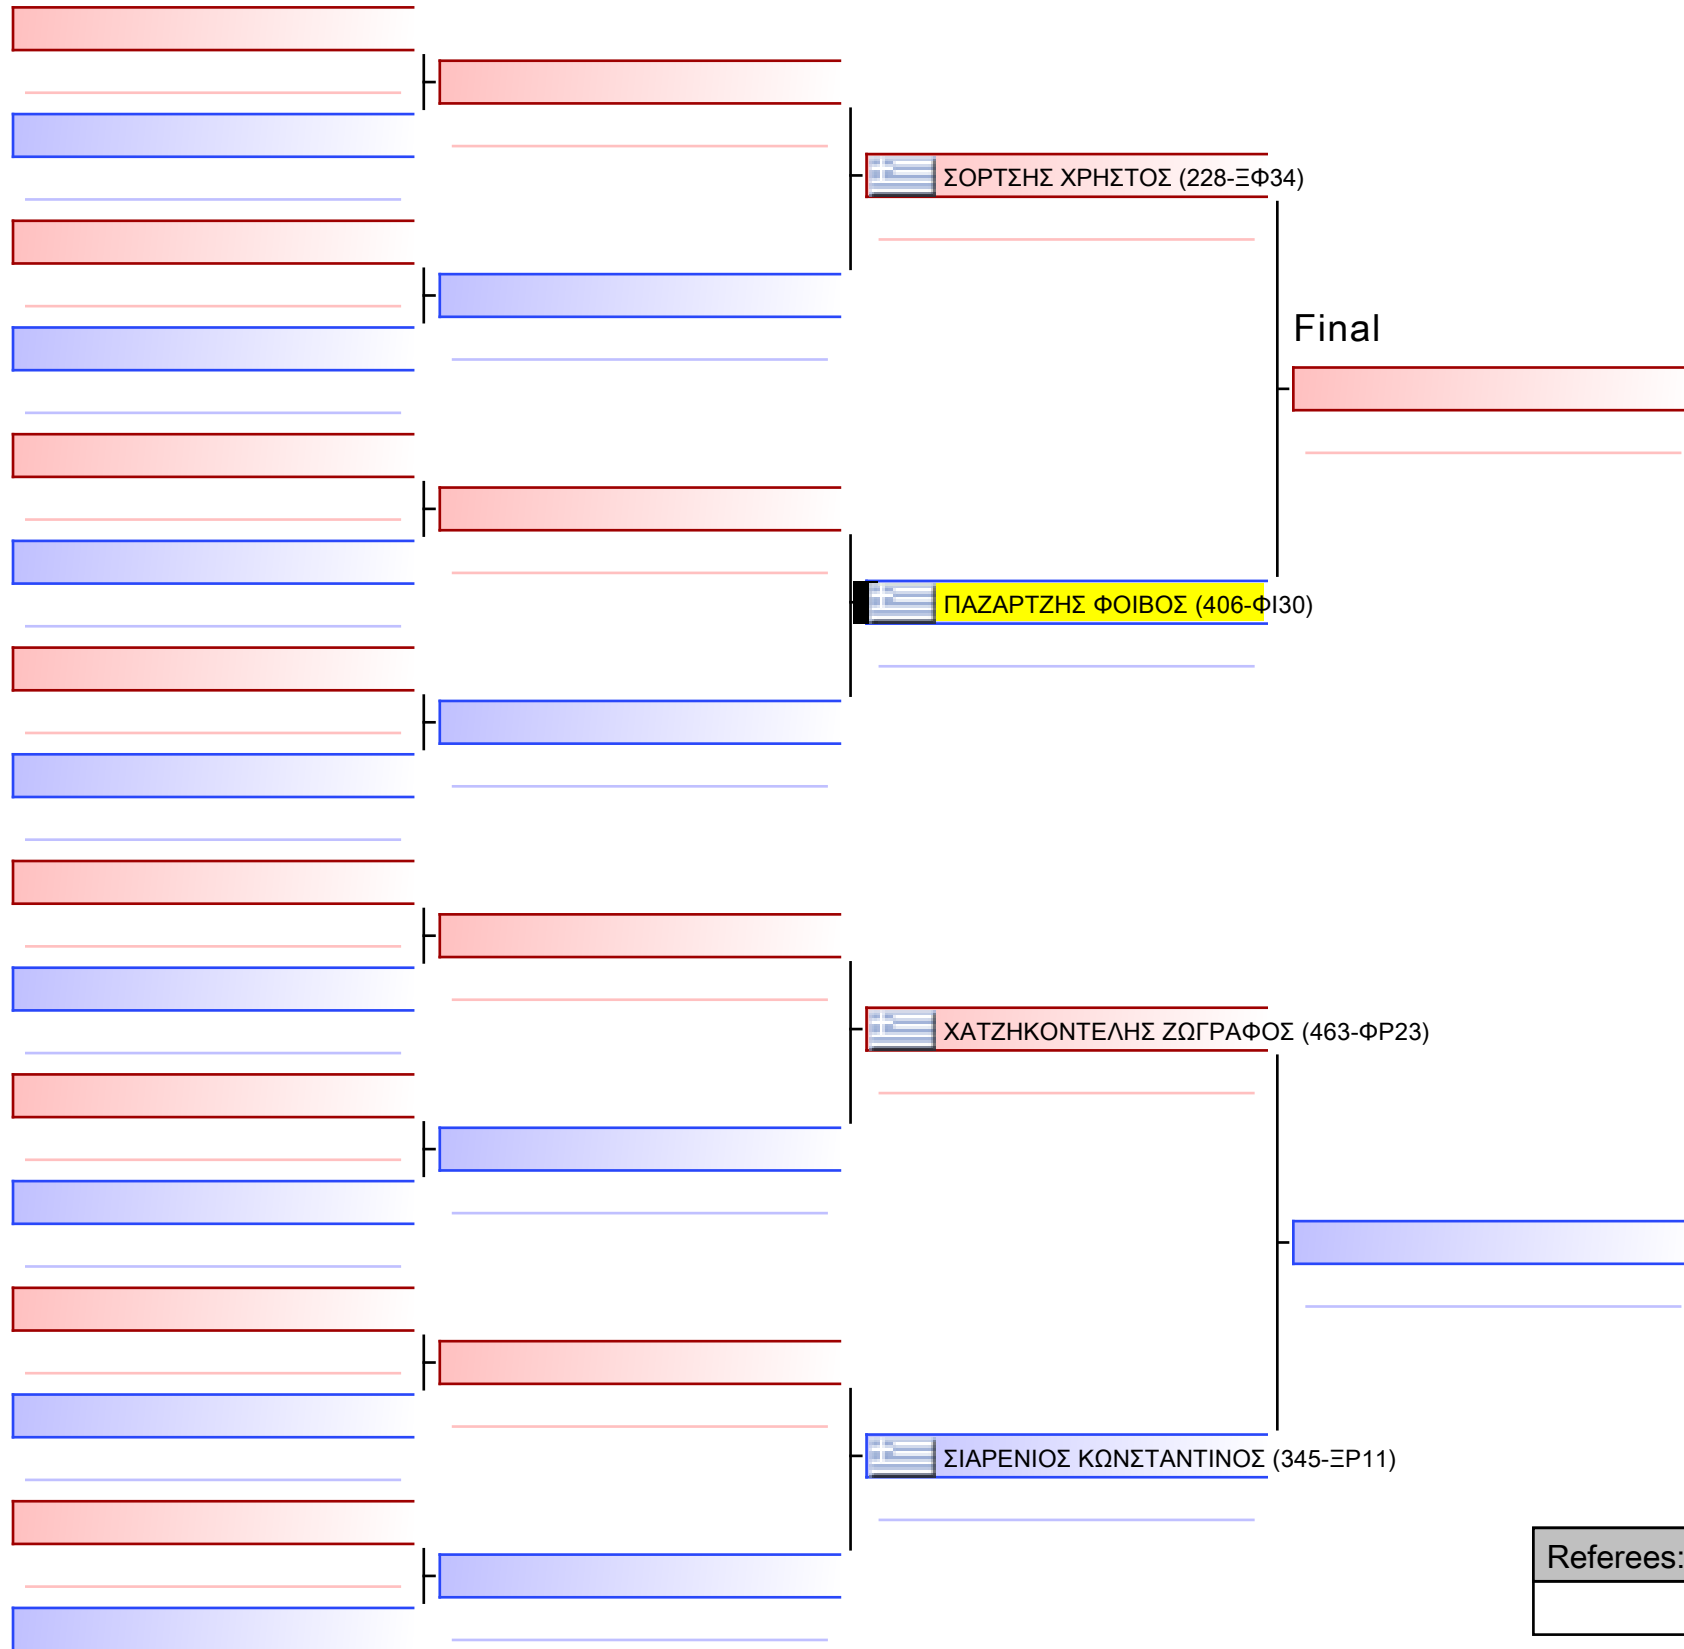 ΣΟΡΤΣΗΣ ΧΡΗΣΤΟΣ (228-ΞΦ34)
Final
ΠΑΖΑΡΤΖΗΣ ΦΟΙΒΟΣ (406-ΦΙ30)
ΧΑΤΖΗΚΟΝΤΕΛΗΣ ΖΩΓΡΑΦΟΣ (463-ΦΡ23)
ΣΙΑΡΕΝΙΟΣ ΚΩΝΣΤΑΝΤΙΝΟΣ (345-ΞΡ11)
Referees: